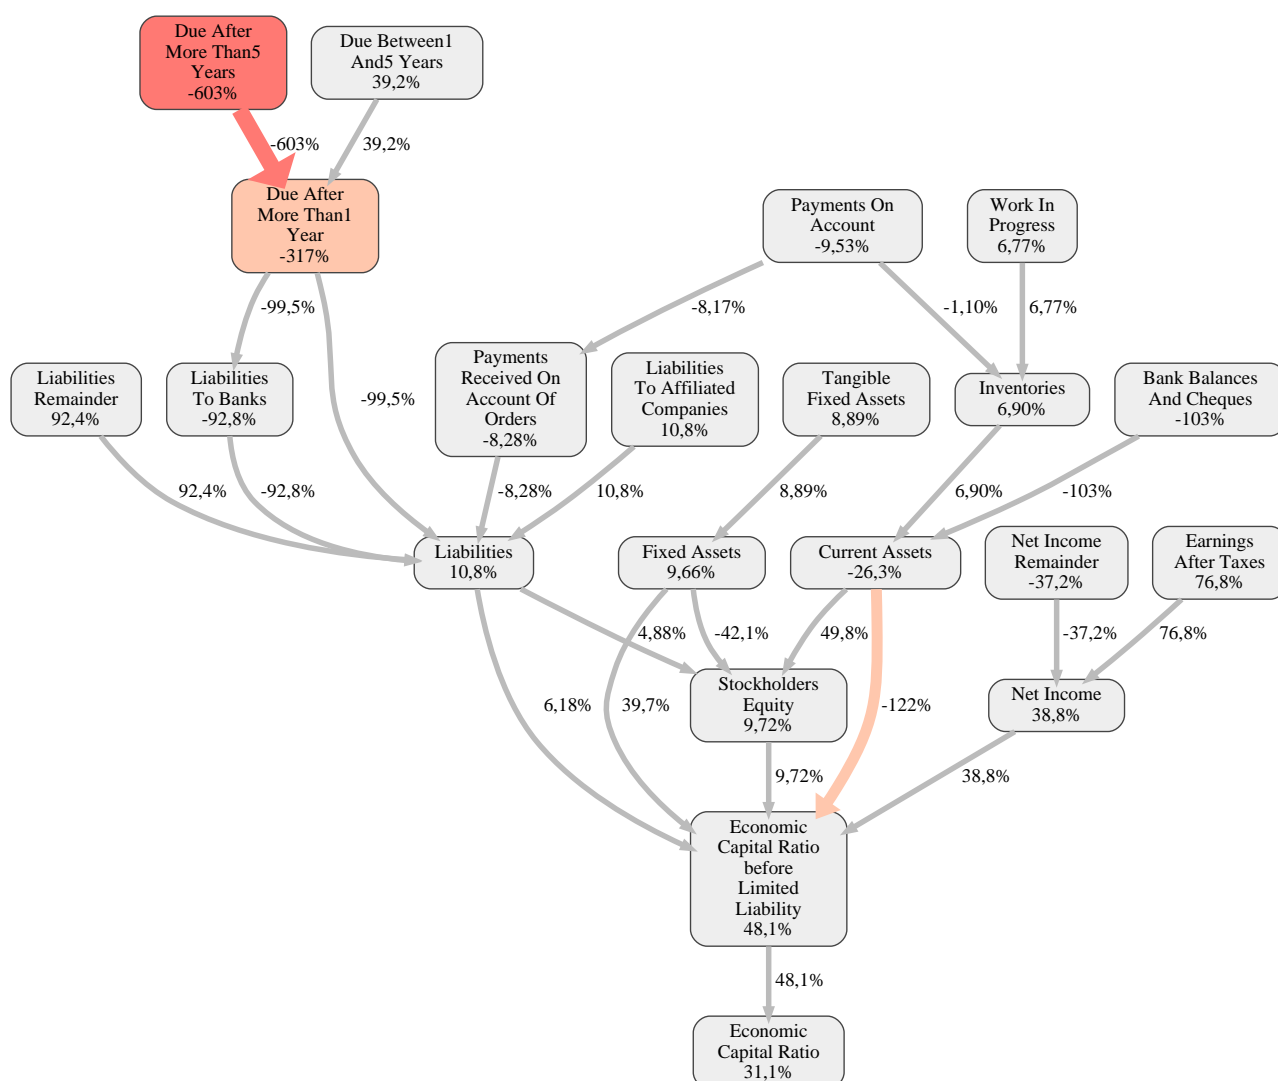 Due After
More Than5
Years
-603%
Due Between1
And5 Years
39,2%
-603%
39,2%
Due After
More Than1
Year
-317%
Payments On
Account
-9,53%
Work In
Progress
6,77%
-99,5%
-8,17%
-1,10%
6,77%
Liabilities
Remainder
92,4%
Liabilities
To Banks
-92,8%
-99,5%
Payments
Received On
Account Of
Orders
-8,28%
Liabilities
To Affiliated
Companies
10,8%
Tangible
Fixed Assets
8,89%
Inventories
6,90%
Bank Balances
And Cheques
-103%
92,4%
-92,8%
-8,28%
10,8%
8,89%
6,90%
-103%
Liabilities
10,8%
Fixed Assets
9,66%
Current Assets
-26,3%
Net Income
Remainder
-37,2%
Earnings
After Taxes
76,8%
4,88%
-42,1%
49,8%
-37,2%
76,8%
6,18%
39,7%
Stockholders
Equity
9,72%
-122%
Net Income
38,8%
9,72%
38,8%
Economic
Capital Ratio
before
Limited
Liability
48,1%
48,1%
Economic
Capital Ratio
31,1%